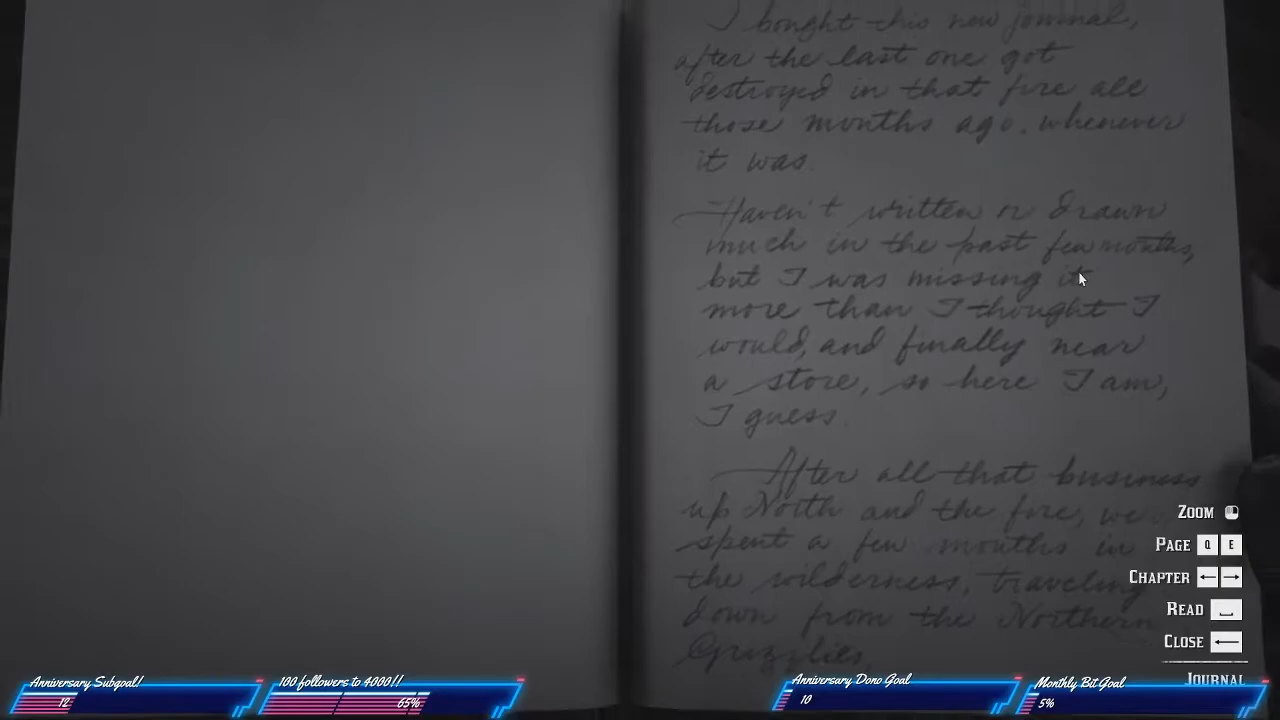 I bought this new journal,
after the last one got
destroyed in that fire all
those months ago. whenever
it was.
Haven't written or drawn
much in the past few months,
but I was missing it
more than I thought I
would, and finally near
a store, so here I am,
I guess.
After all that business
up North and the fire, we
spent a few months in
the wilderness, traveling
down from the Northern
Grizzlies,
ZOOM
PAGE Q E
CHAPTER ← →
READ
CLOSE ←
JOURNAL
Anniversary Subgoal!
12
100 followers to 4000!!
65%
Anniversary Dono Goal
10
Monthly Bit Goal
5%